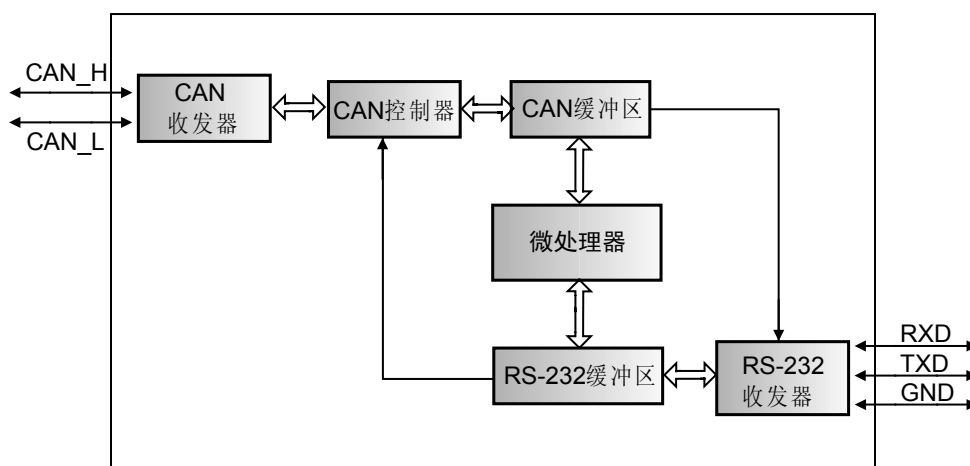 CAN_H
CAN_L
CAN
收发器
CAN控制器
CAN缓冲区
微处理器
RS-232缓冲区
RS-232
收发器
RXD
TXD
GND